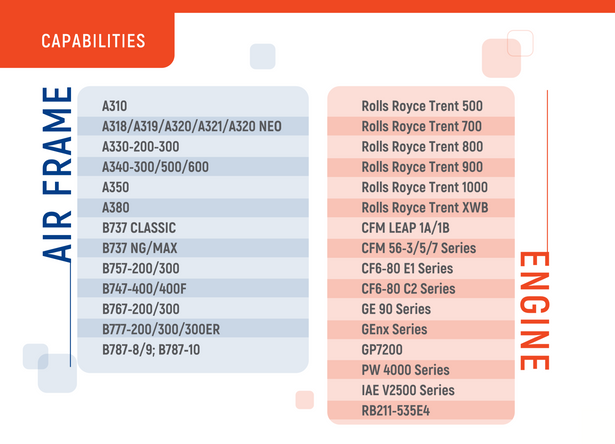 CAPABILITIES
AIR FRAME
A310
A318/A319/A320/A321/A320 NEO
A330-200-300
A340-300/500/600
A350
A380
B737 CLASSIC
B737 NG/MAX
B757-200/300
B747-400/400F
B767-200/300
B777-200/300/300ER
B787-8/9; B787-10
ENGINE
Rolls Royce Trent 500
Rolls Royce Trent 700
Rolls Royce Trent 800
Rolls Royce Trent 900
Rolls Royce Trent 1000
Rolls Royce Trent XWB
CFM LEAP 1A/1B
CFM 56-3/5/7 Series
CF6-80 E1 Series
CF6-80 C2 Series
GE 90 Series
GEnx Series
GP7200
PW 4000 Series
IAE V2500 Series
RB211-535E4